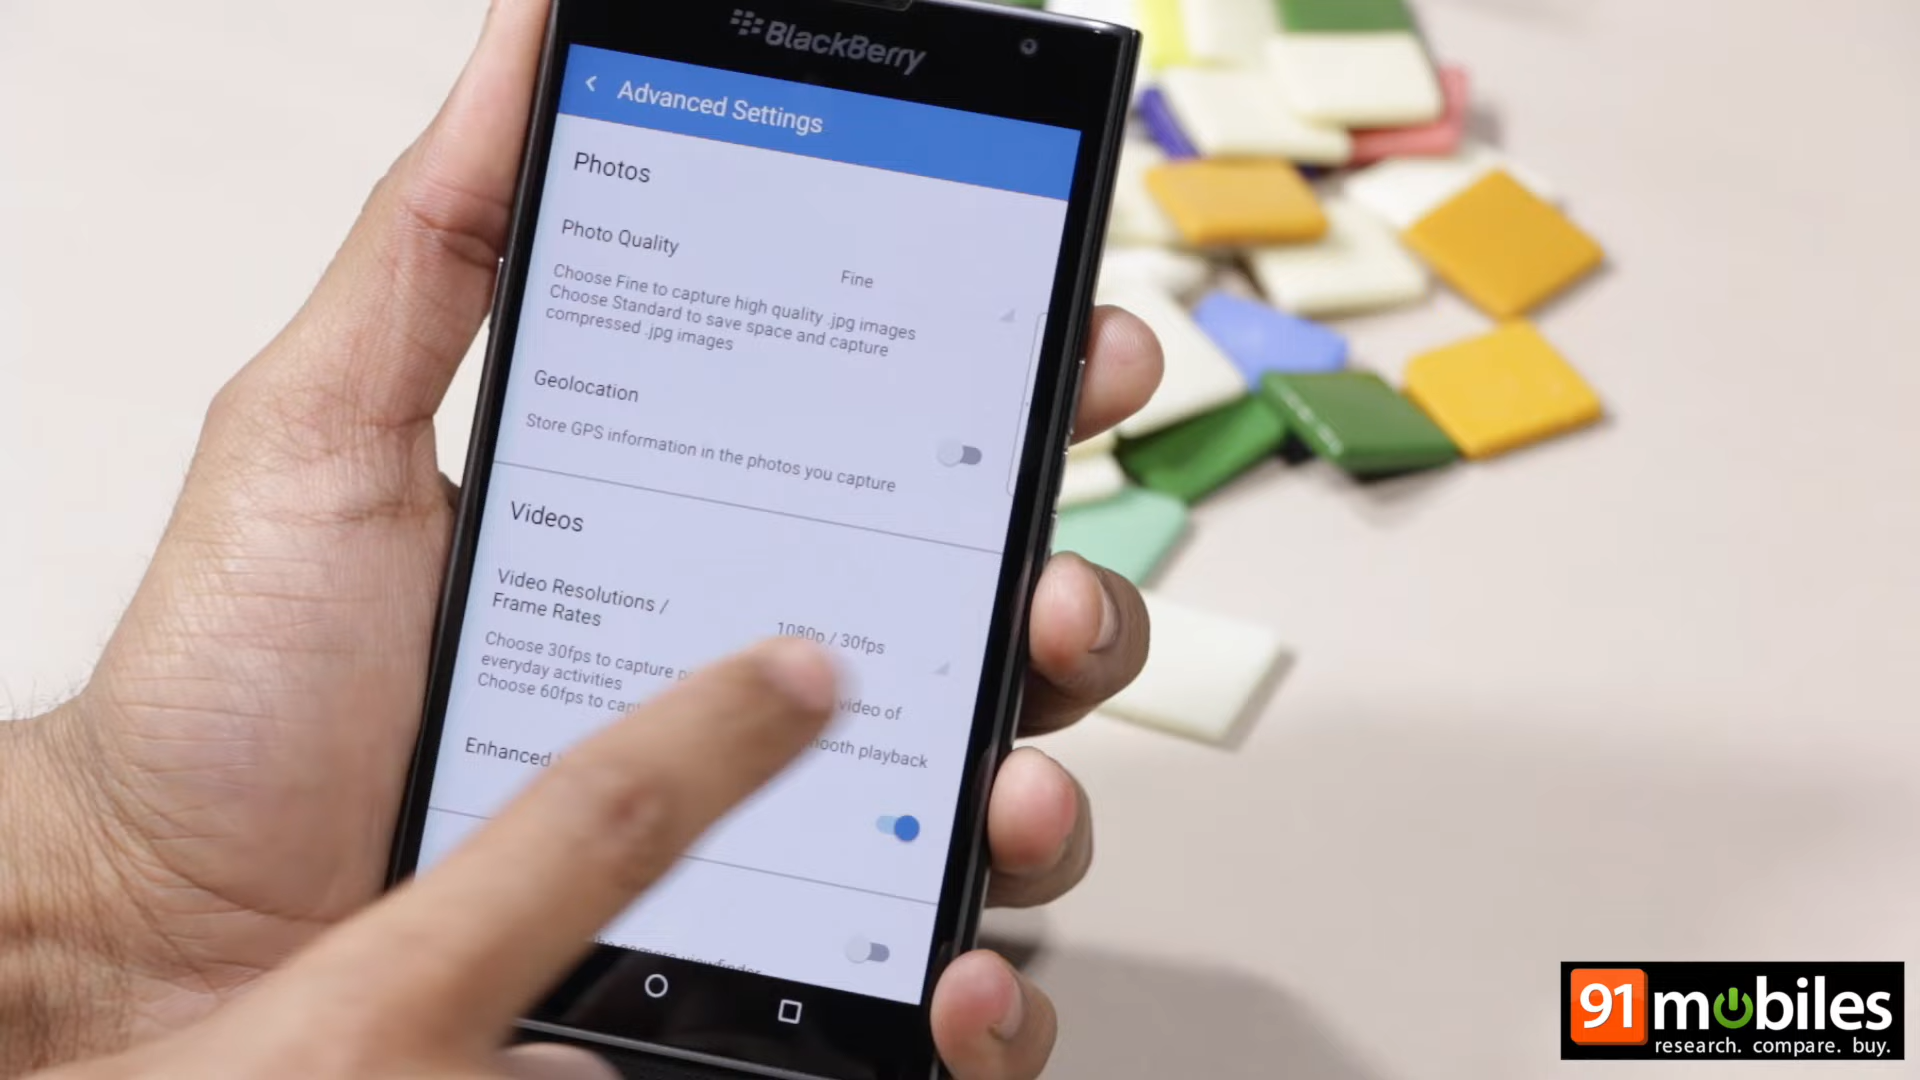 BlackBerry
Advanced Settings
Photos
Photo Quality
Fine
Choose Fine to capture high quality .jpg images
Choose Standard to save space and capture
compressed .jpg images
Geolocation
Store GPS information in the photos you capture
Videos
Video Resolutions /
Frame Rates
1080p / 30fps
Choose 30fps to capture video of
everyday activities
Choose 60fps to playback
Enhanced
camera viewfinder
91mobiles
research. compare. buy.